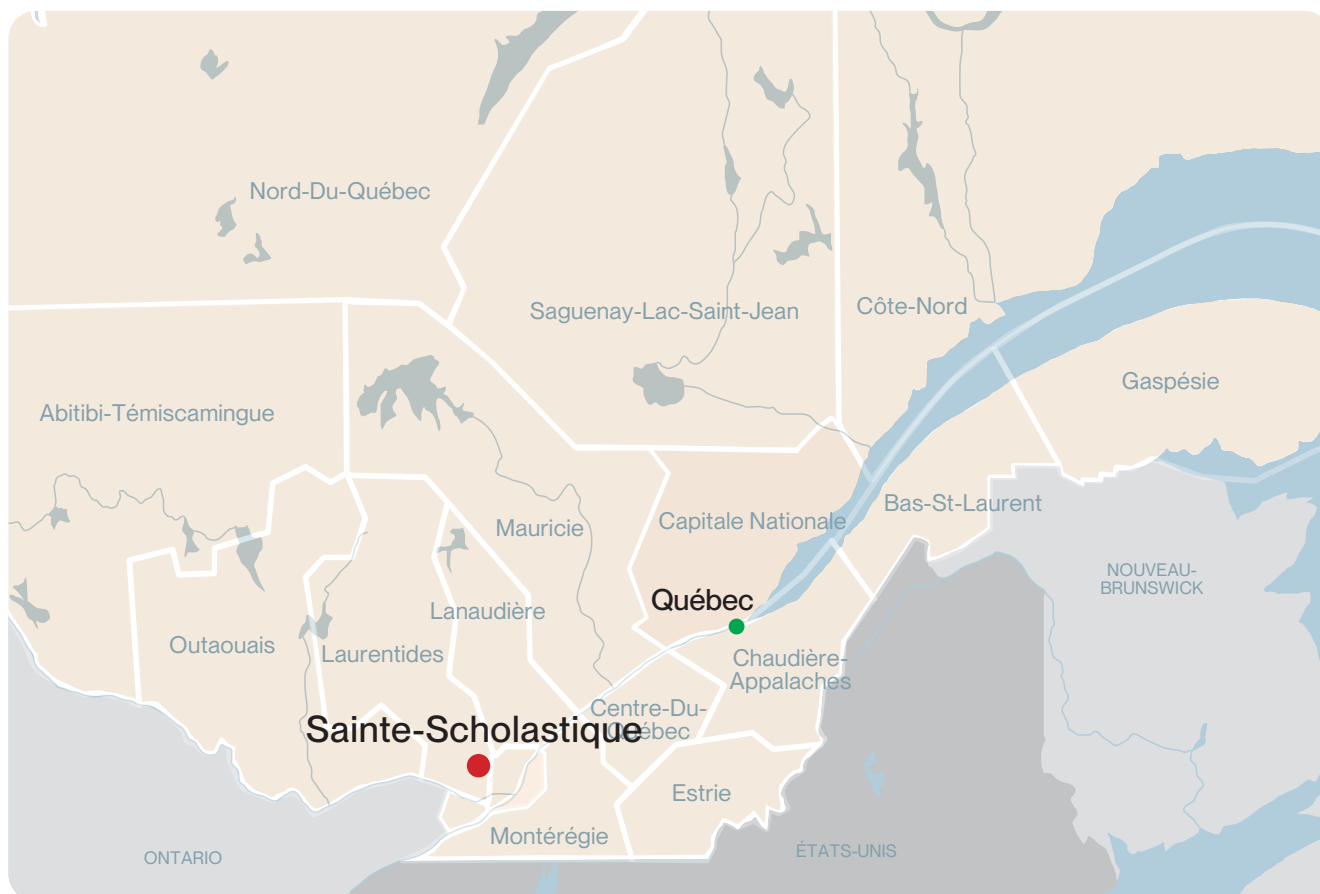 Nord-Du-Québec
Saguenay-Lac-Saint-Jean
Côte-Nord
Gaspésie
Abitibi-Témiscamingue
Bas-St-Laurent
Capitale Nationale
Mauricie
NOUVEAU-
BRUNSWICK
Québec
Lanaudière
Outaouais
Laurentides
Chaudière-
Appalaches
Centre-Du-
Québec
Sainte-Scholastique
Estrie
Montérégie
ÉTATS-UNIS
ONTARIO